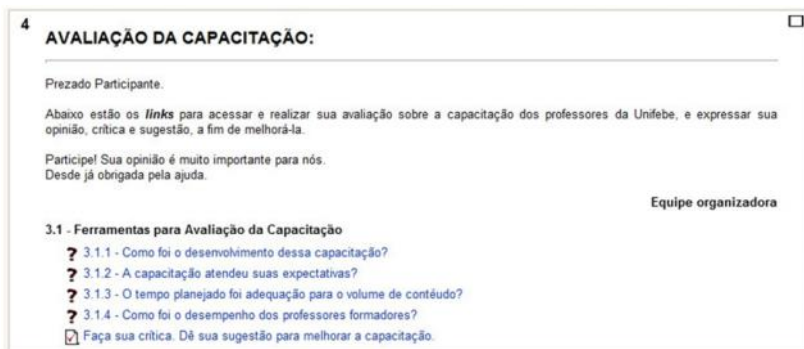 4
AVALIAÇÃO DA CAPACITAÇÃO:
Prezado Participante.
Abaixo estão os links para acessar e realizar sua avaliação sobre a capacitação dos professores da Unifebe, e expressar sua
opinião, crítica e sugestão, a fim de melhorá-la.
Participe! Sua opinião é muito importante para nós.
Desde já obrigada pela ajuda.
Equipe organizadora
3.1 - Ferramentas para Avaliação da Capacitação
? 3.1.1 - Como foi o desenvolvimento dessa capacitação?
? 3.1.2 - A capacitação atendeu suas expectativas?
? 3.1.3 - O tempo planejado foi adequação para o volume de contéudo?
? 3.1.4 - Como foi o desempenho dos professores formadores?
Faça sua crítica. Dê sua sugestão para melhorar a capacitação.